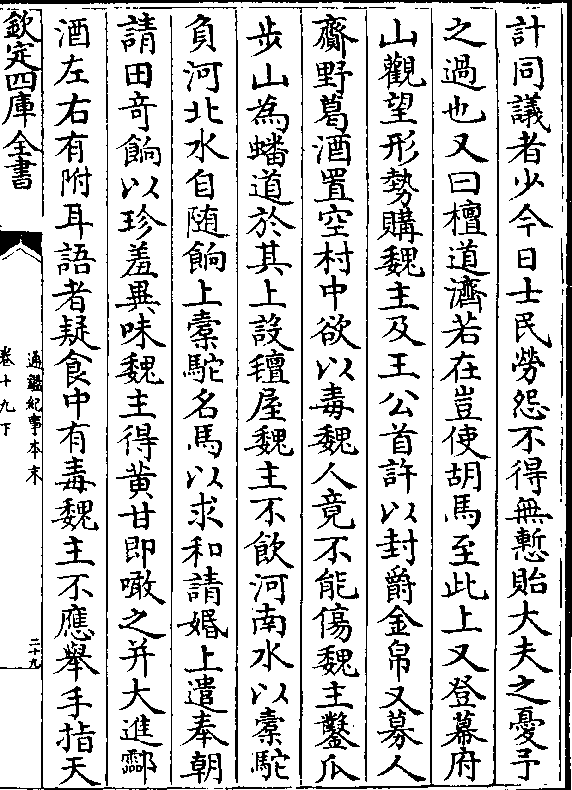 計同議者少今日士民勞怨不得無慙貽大夫之憂予
之過也又曰檀道濟若在豈使胡馬至此上又登幕府
山觀望形勢購魏主及王公首許以封爵金帛又募人
齎野葛酒置空村中欲以毒魏人竟不能傷魏主鑿瓜
步山為蟠道於其上設氊屋魏主不飲河南水以橐駝
負河北水自随餉上橐駝名馬以求和請婚上遣奉朝
請田奇餉以珍羞異味魏主得黄甘即噉之并大進酃
酒左右有附耳語者疑食中有毒魏主不應舉手指天
欽定四庫全書
通鑑紀事本末
卷十九下
二十九